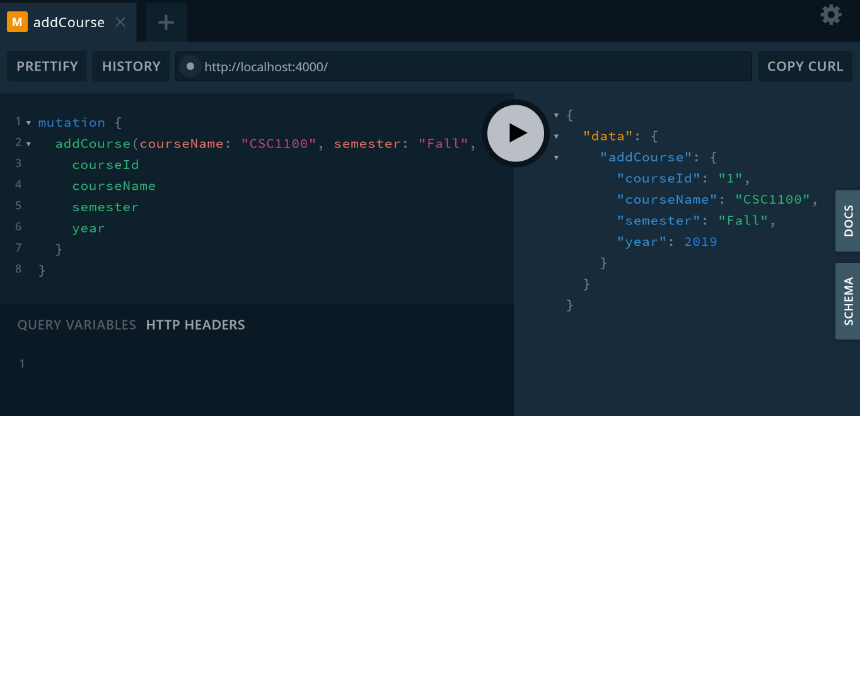 M addCourse
PRETTIFY HISTORY http://localhost:4000/ COPY CURL
1 mutation {
2 addCourse(courseName: "CSC1100", semester: "Fall",
3 courseId
4 courseName
5 semester
6 year
7 }
8 }
{
"data": {
"addCourse": {
"courseId": "1",
"courseName": "CSC1100",
"semester": "Fall",
"year": 2019
}
}
}
DOCS
SCHEMA
QUERY VARIABLES HTTP HEADERS
1